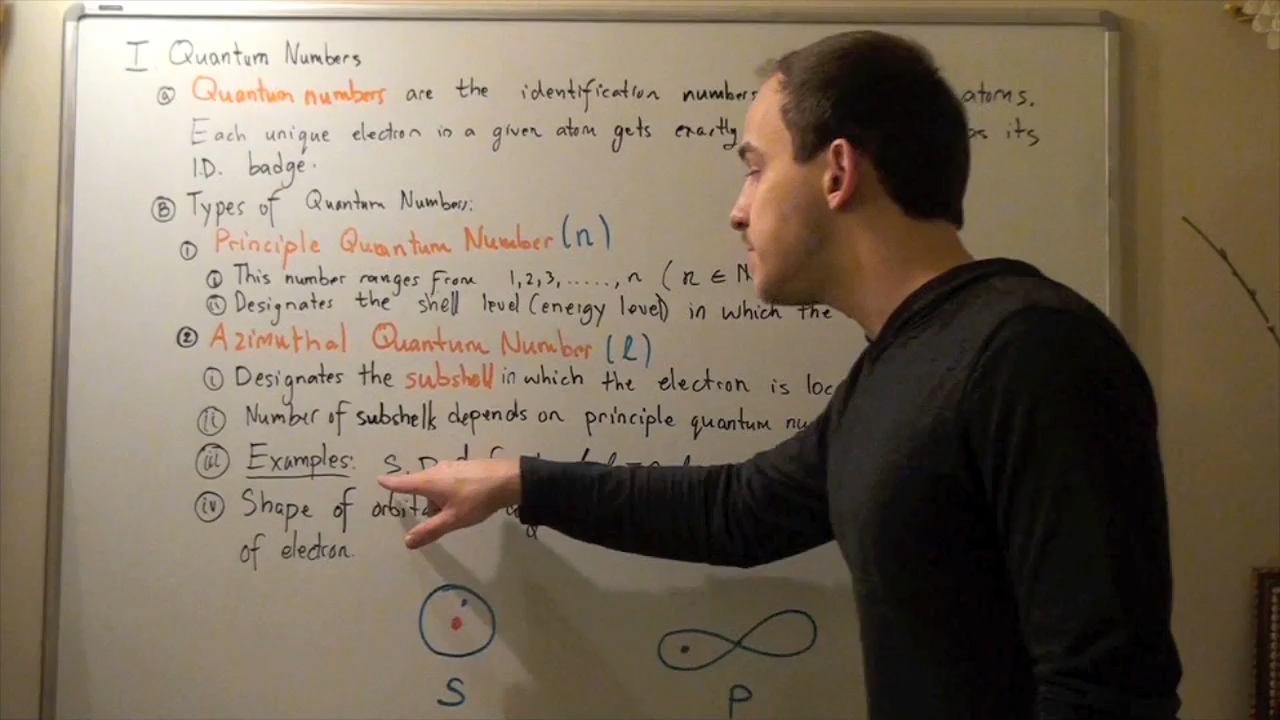 I Quantum Numbers
a Quantum numbers are the identification numbers atoms.
Each unique electron in a given atom gets exactly as its
I.D. badge.
B Types of Quantum Numbers:
1 Principle Quantum Number (n)
i This number ranges from 1,2,3,....., n ( n ∈ N
ii Designates the shell level (energy level) in which the
2 Azimuthal Quantum Number (l)
i Designates the subshell in which the electron is loc
ii Number of subshells depends on principle quantum nu
iii Examples: S, P
iv Shape of orbita
of electron.
S P